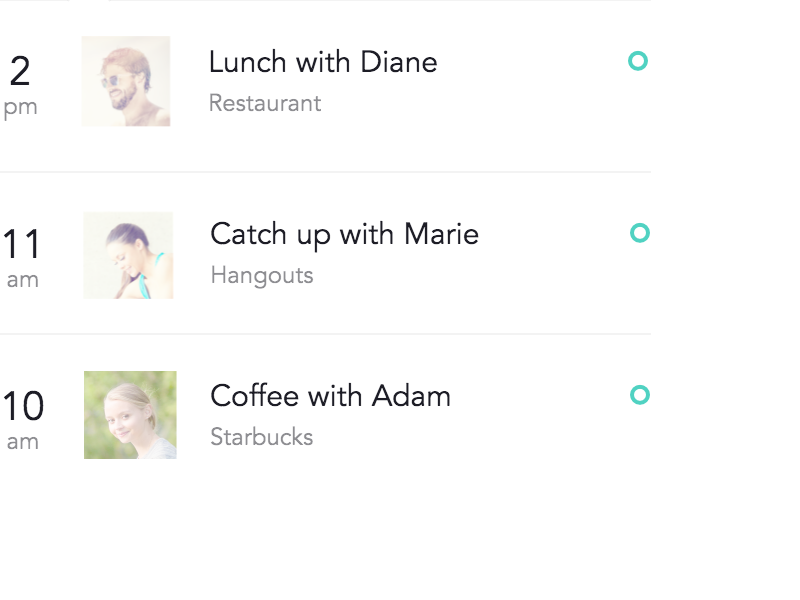 2
pm
Lunch with Diane
Restaurant
11
am
Catch up with Marie
Hangouts
10
am
Coffee with Adam
Starbucks